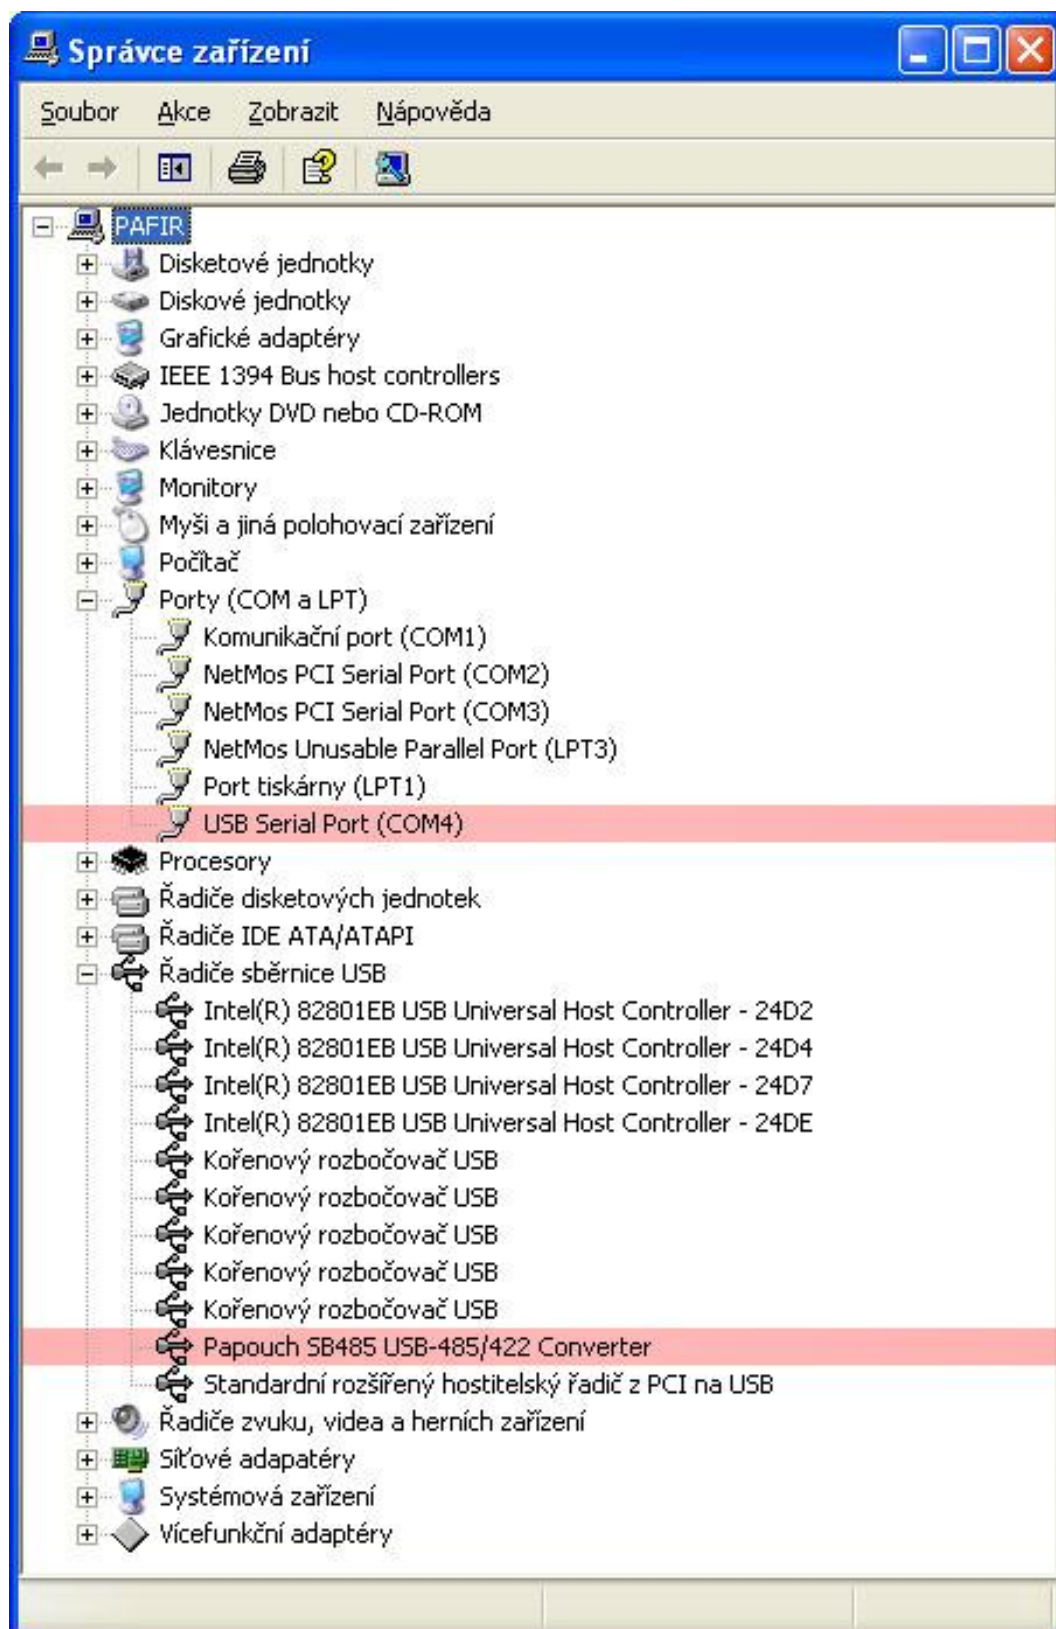 Správce zařízení
Soubor Akce Zobrazit Nápověda
PAFIR
Disketové jednotky
Diskové jednotky
Grafické adaptéry
IEEE 1394 Bus host controllers
Jednotky DVD nebo CD-ROM
Klávesnice
Monitory
Myši a jiná polohovací zařízení
Počítač
Porty (COM a LPT)
Komunikační port (COM1)
NetMos PCI Serial Port (COM2)
NetMos PCI Serial Port (COM3)
NetMos Unusable Parallel Port (LPT3)
Port tiskárny (LPT1)
USB Serial Port (COM4)
Procesory
Řadiče disketových jednotek
Řadiče IDE ATA/ATAPI
Řadiče sběrnice USB
Intel(R) 82801EB USB Universal Host Controller - 24D2
Intel(R) 82801EB USB Universal Host Controller - 24D4
Intel(R) 82801EB USB Universal Host Controller - 24D7
Intel(R) 82801EB USB Universal Host Controller - 24DE
Kořenový rozbočovač USB
Kořenový rozbočovač USB
Kořenový rozbočovač USB
Kořenový rozbočovač USB
Kořenový rozbočovač USB
Papouch SB485 USB-485/422 Converter
Standardní rozšířený hostitelský řadič z PCI na USB
Řadiče zvuku, videa a herních zařízení
Síťové adapatéry
Systémová zařízení
Vícefunkční adaptéry